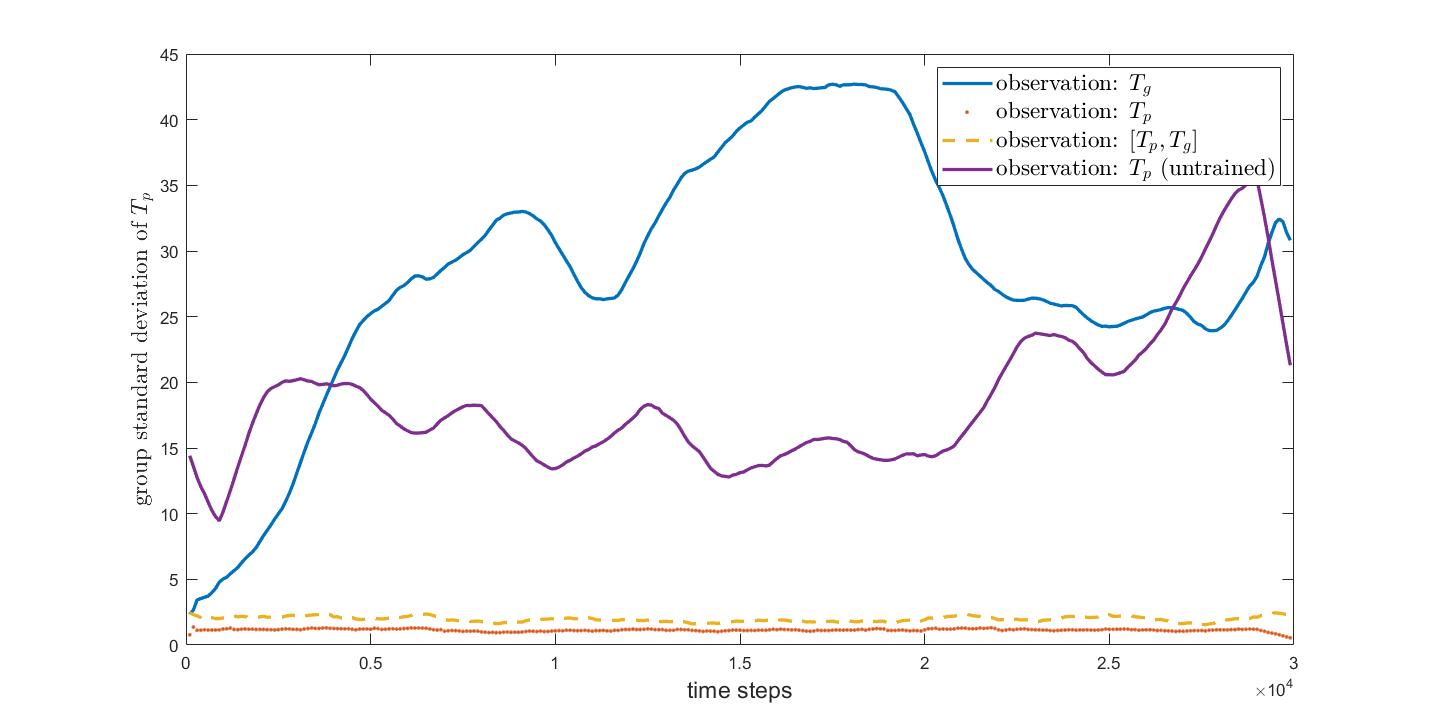 45
40
35
30
25
20
15
10
5
0
group standard deviation of T_p
observation: T_g
observation: T_p
observation: [T_p, T_g]
observation: T_p (untrained)
0 0.5 1 1.5 2 2.5 3
time steps
×10^4